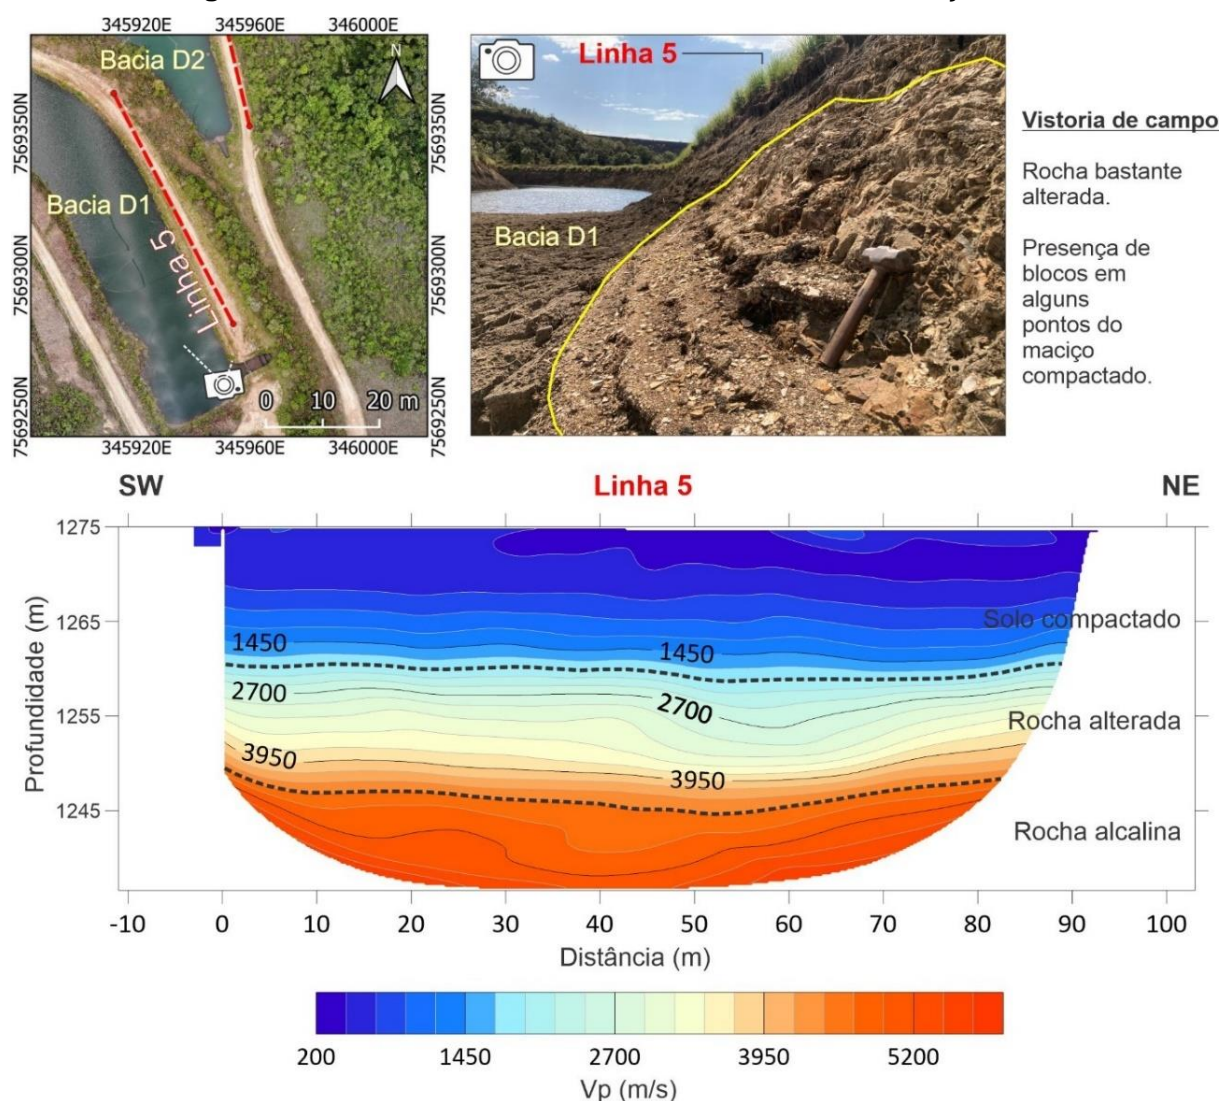 345920E 345960E 346000E
N
Bacia D2
Bacia D1
Linha 5
7569350N
7569300N
7569250N
7569350N
7569300N
7569250N
0 10 20 m
345920E 345960E 346000E
Linha 5
Bacia D1
Vistoria de campo
Rocha bastante
alterada.
Presença de
blocos em
alguns
pontos do
maciço
compactado.
SW Linha 5 NE
1275
1265
1255
1245
Profundidade (m)
Solo compactado
1450 1450
2700 2700
Rocha alterada
3950 3950
Rocha alcalina
-10 0 10 20 30 40 50 60 70 80 90 100
Distância (m)
200 1450 2700 3950 5200
Vp (m/s)